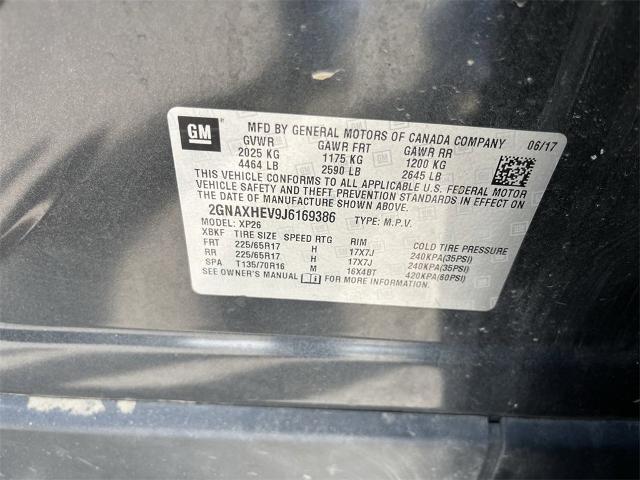 GM
MFD BY GENERAL MOTORS OF CANADA COMPANY 06/17
GVWR GAWR FRT GAWR RR
2025 KG 1175 KG 1200 KG
4464 LB 2590 LB 2645 LB
THIS VEHICLE CONFORMS TO ALL APPLICABLE U.S. FEDERAL MOTOR
VEHICLE SAFETY AND THEFT PREVENTION STANDARDS IN EFFECT ON THE
DATE OF MANUFACTURE SHOWN ABOVE.
2GNAXHEV9J6169386 TYPE: M.P.V.
MODEL: XP26
XBKF TIRE SIZE SPEED RTG RIM COLD TIRE PRESSURE
FRT 225/65R17 H 17X7J 240KPA(35PSI)
RR 225/65R17 H 17X7J 240KPA(35PSI)
SPA T135/70R16 M 16X4BT 420KPA(60PSI)
SEE OWNER'S MANUAL FOR MORE INFORMATION.